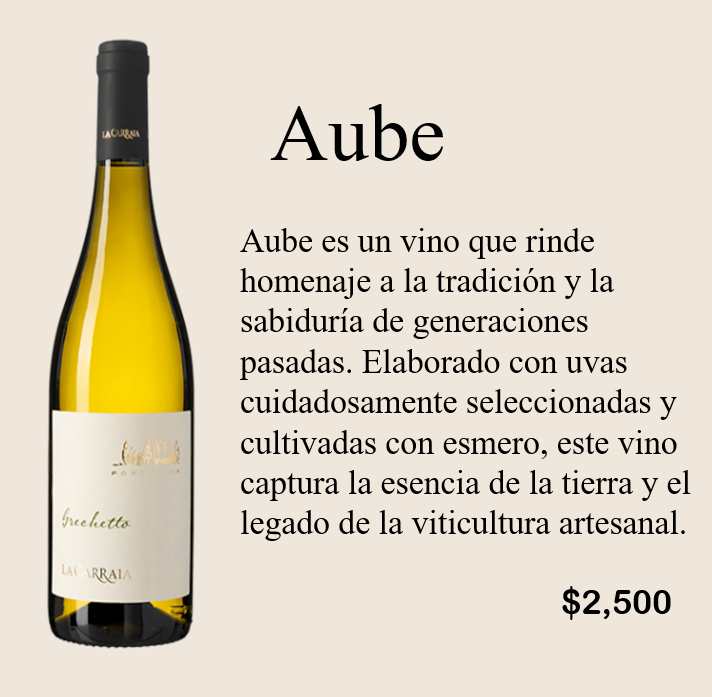 LA CARRAIA
Aube
Aube es un vino que rinde
homenaje a la tradición y la
sabiduría de generaciones
pasadas. Elaborado con uvas
cuidadosamente seleccionadas y
cultivadas con esmero, este vino
captura la esencia de la tierra y el
legado de la viticultura artesanal.
Grechetto
LA CARRAIA
$2,500